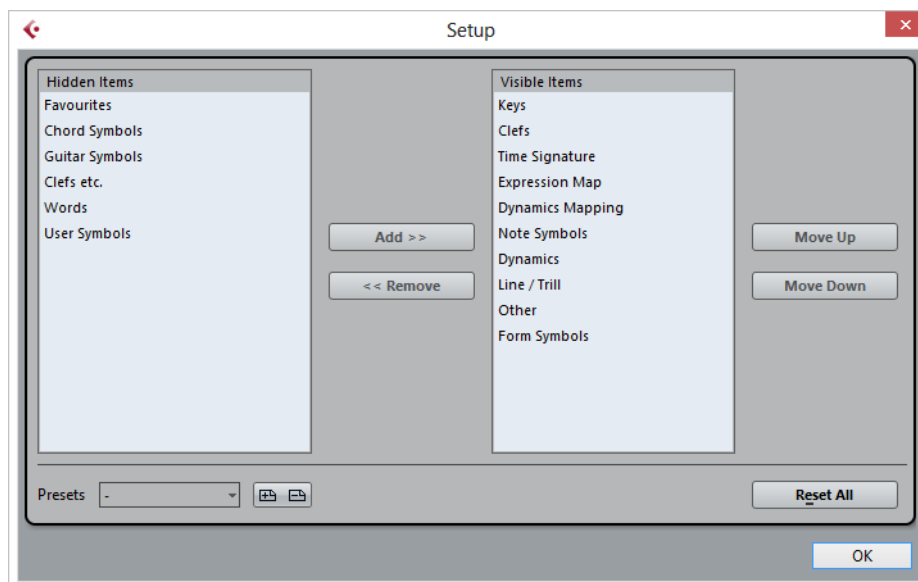 Setup
Hidden Items
Favourites
Chord Symbols
Guitar Symbols
Clefs etc.
Words
User Symbols
Add >>
<< Remove
Visible Items
Keys
Clefs
Time Signature
Expression Map
Dynamics Mapping
Note Symbols
Dynamics
Line / Trill
Other
Form Symbols
Move Up
Move Down
Presets
-
Reset All
OK